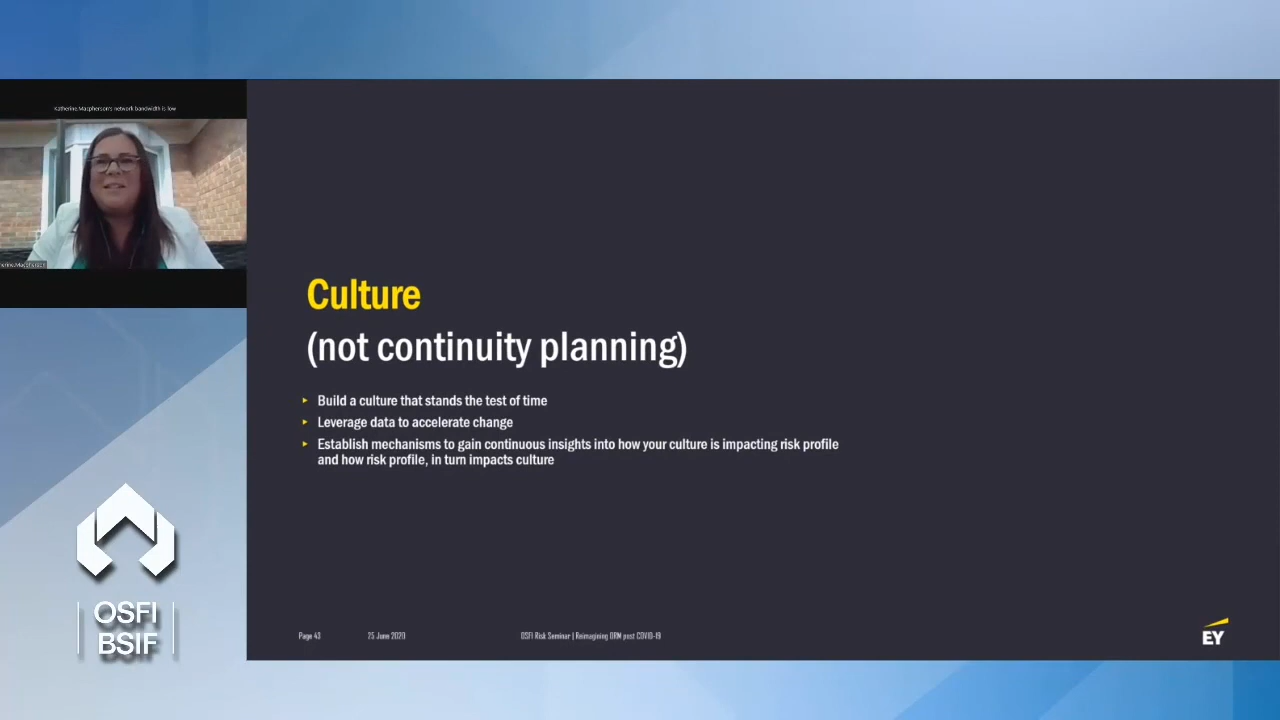 Katherine.Macpherson's network bandwidth is low
herine.Macpherson
Culture
(not continuity planning)
Build a culture that stands the test of time
Leverage data to accelerate change
Establish mechanisms to gain continuous insights into how your culture is impacting risk profile
and how risk profile, in turn impacts culture
OSFI
BSIF
Page 43
25 June 2020
OSFI Risk Seminar | Reimagining ORM post COVID-19
EY